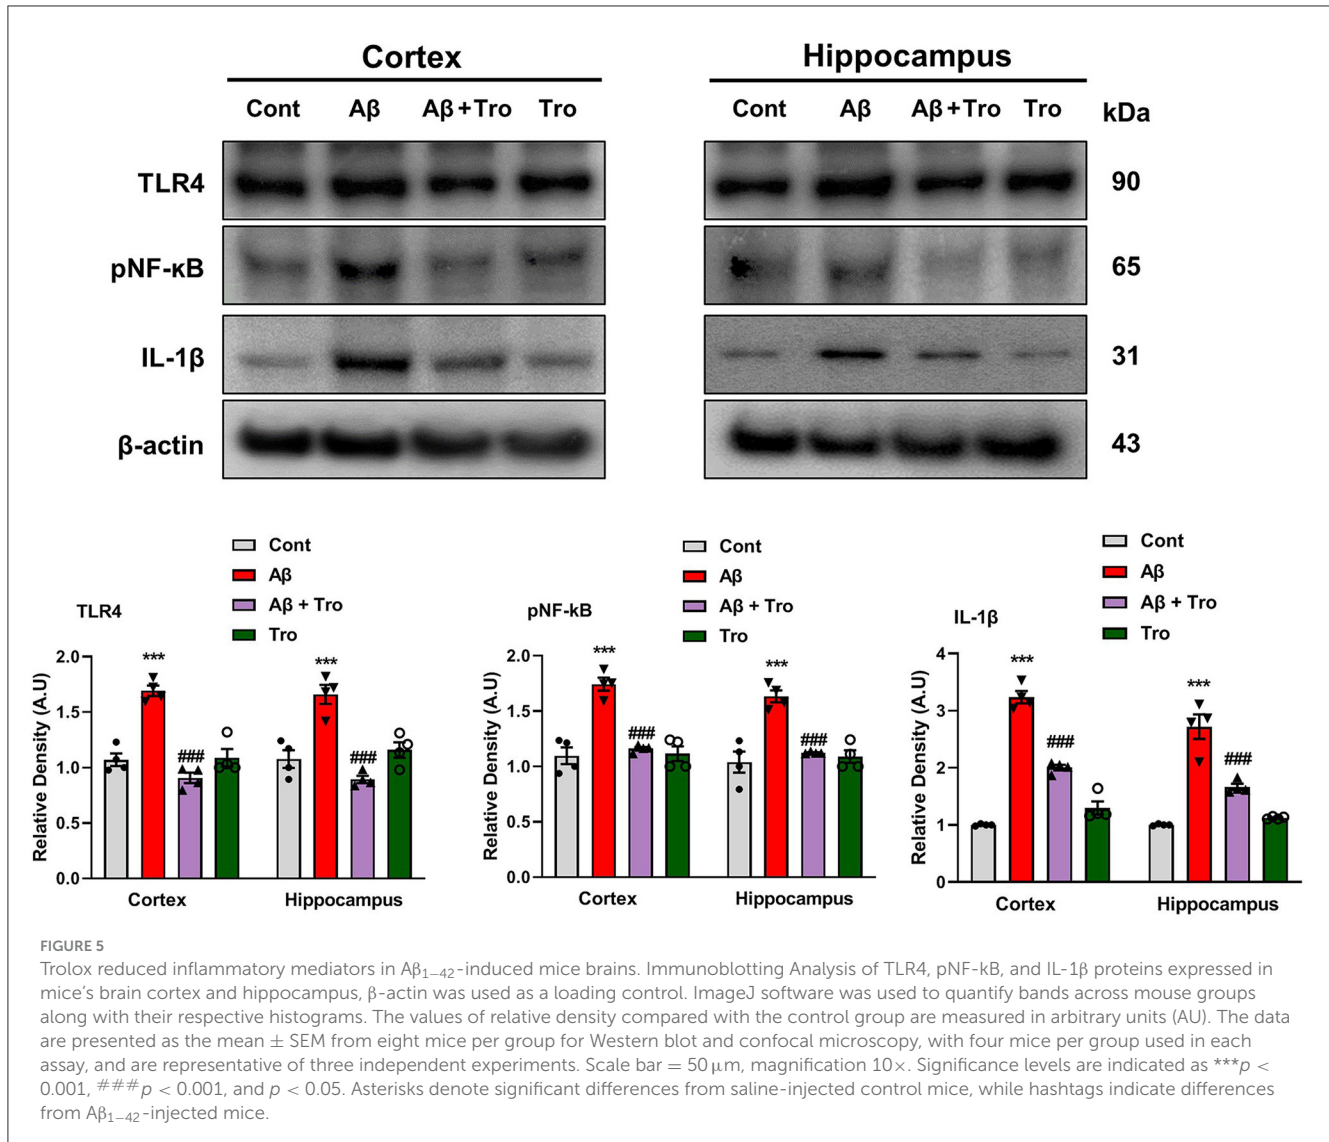 Cortex
Hippocampus
Cont Aβ Aβ+Tro Tro
Cont Aβ Aβ+Tro Tro
kDa
TLR4
90
pNF-κB
65
IL-1β
31
β-actin
43
Cont
Aβ
Aβ + Tro
Tro
TLR4
Relative Density (A.U)
2.0
1.5
1.0
0.5
0.0
***
###
***
###
Cortex
Hippocampus
Cont
Aβ
Aβ + Tro
Tro
pNF-kB
Relative Density (A.U)
2.0
1.5
1.0
0.5
0.0
***
###
***
###
Cortex
Hippocampus
Cont
Aβ
Aβ + Tro
Tro
IL-1β
Relative Density (A.U)
4
3
2
1
0
***
###
***
###
Cortex
Hippocampus
FIGURE 5
Trolox reduced inflammatory mediators in Aβ₁₋₄₂-induced mice brains. Immunoblotting Analysis of TLR4, pNF-kB, and IL-1β proteins expressed in
mice's brain cortex and hippocampus, β-actin was used as a loading control. ImageJ software was used to quantify bands across mouse groups
along with their respective histograms. The values of relative density compared with the control group are measured in arbitrary units (AU). The data
are presented as the mean ± SEM from eight mice per group for Western blot and confocal microscopy, with four mice per group used in each
assay, and are representative of three independent experiments. Scale bar = 50 μm, magnification 10×. Significance levels are indicated as ***p <
0.001, ###p < 0.001, and p < 0.05. Asterisks denote significant differences from saline-injected control mice, while hashtags indicate differences
from Aβ₁₋₄₂-injected mice.